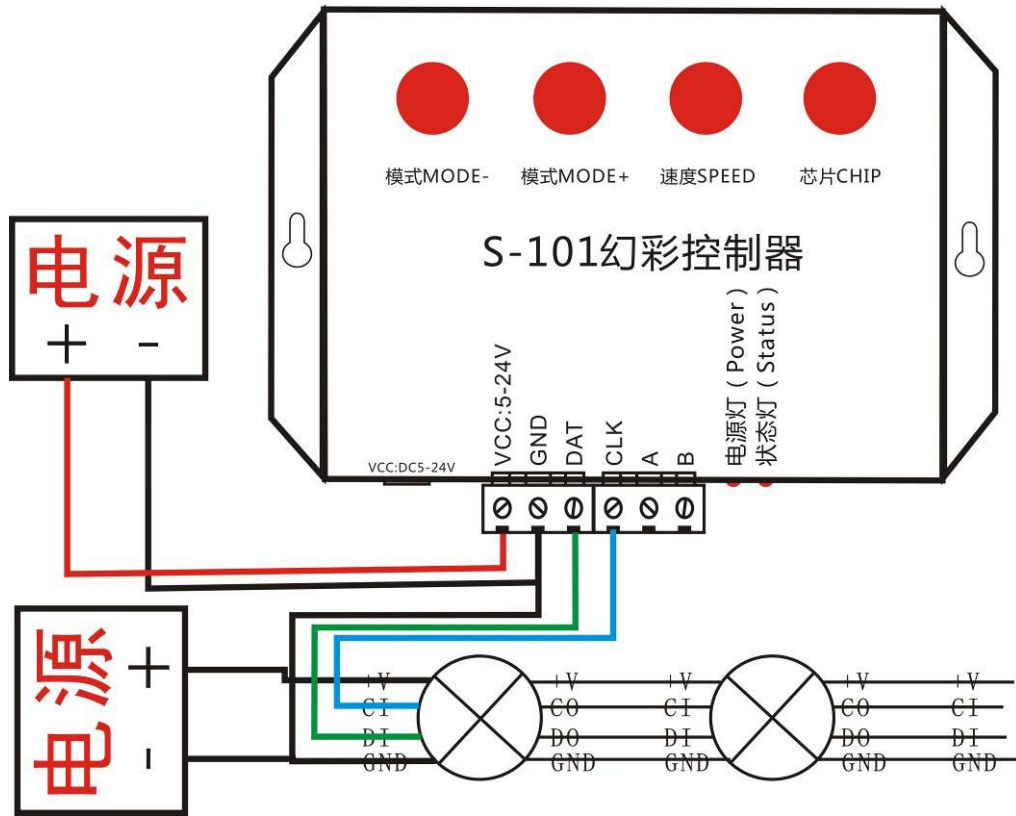 模式MODE-
模式MODE+
速度SPEED
芯片CHIP
S-101幻彩控制器
电源
+ -
VCC:DC5-24V
VCC:5-24V
GND
DAT
CLK
A
B
电源灯（Power）
状态灯（Status）
电源
+ -
+V +V +V +V +V
CI CO CI CO CI
DI DO DI DO DI
GND GND GND GND GND